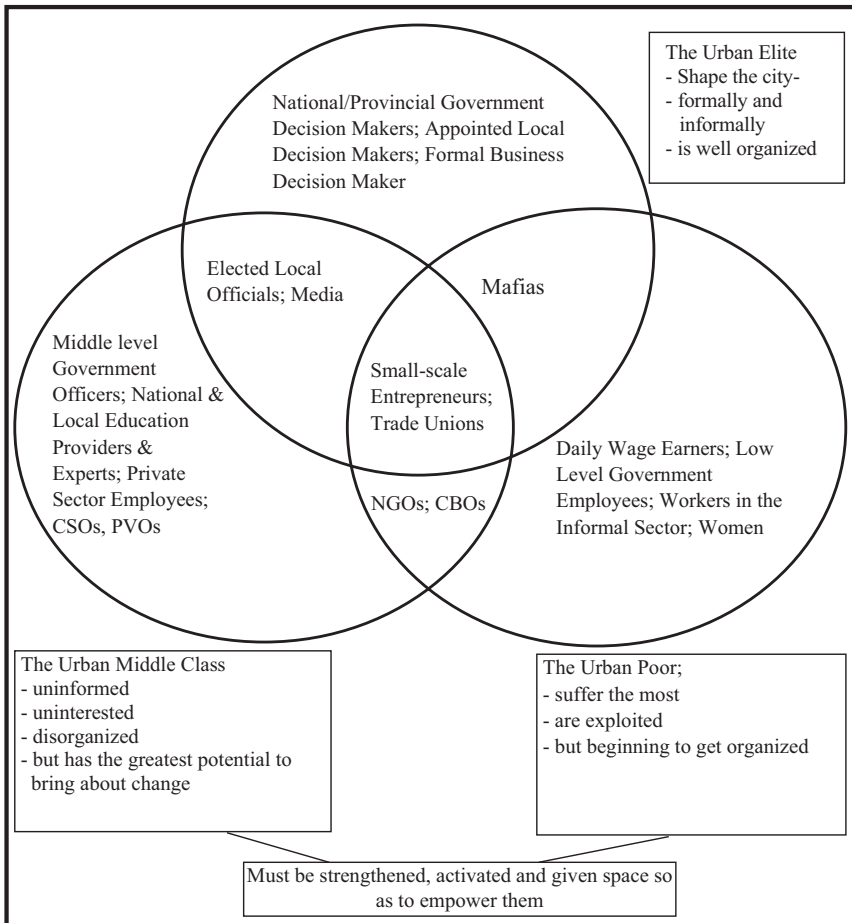 The Urban Elite
- Shape the city-
- formally and
informally
- is well organized
National/Provincial Government
Decision Makers; Appointed Local
Decision Makers; Formal Business
Decision Maker
Elected Local
Officials; Media
Mafias
Middle level
Government
Officers; National &
Local Education
Providers &
Experts; Private
Sector Employees;
CSOs, PVOs
Small-scale
Entrepreneurs;
Trade Unions
Daily Wage Earners; Low
Level Government
Employees; Workers in the
Informal Sector; Women
NGOs; CBOs
The Urban Middle Class
- uninformed
- uninterested
- disorganized
- but has the greatest potential to
bring about change
The Urban Poor;
- suffer the most
- are exploited
- but beginning to get organized
Must be strengthened, activated and given space so
as to empower them